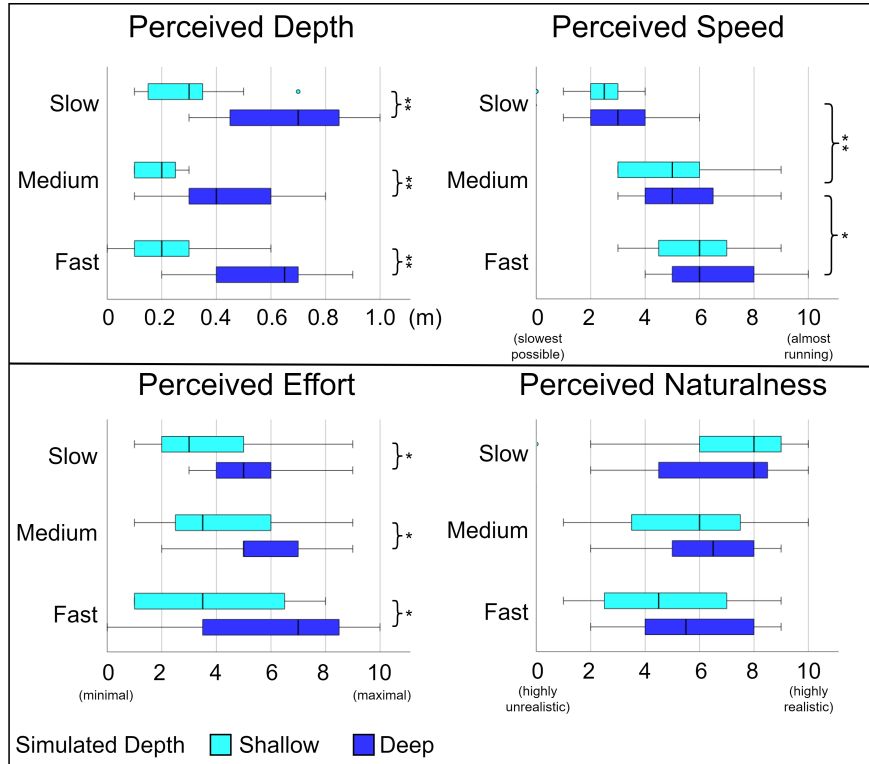 Perceived Depth
Slow
**
Medium
**
Fast
**
0 0.2 0.4 0.6 0.8 1.0 (m)
Perceived Speed
Slow
**
Medium
*
Fast
0 2 4 6 8 10
(slowest possible) (almost running)
Perceived Effort
Slow
*
Medium
*
Fast
*
0 2 4 6 8 10
(minimal) (maximal)
Perceived Naturalness
Slow
Medium
Fast
0 2 4 6 8 10
(highly unrealistic) (highly realistic)
Simulated Depth Shallow Deep